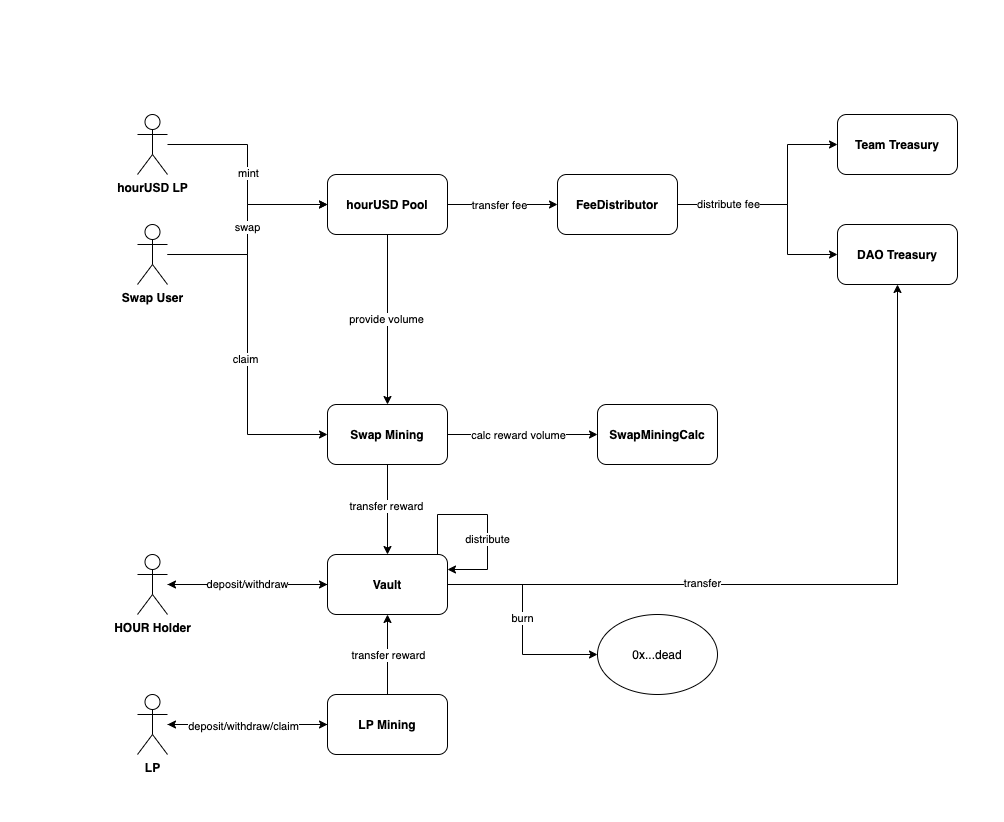 Team Treasury
mint
hourUSD LP
hourUSD Pool
transfer fee
FeeDistributor
distribute fee
swap
DAO Treasury
Swap User
provide volume
claim
Swap Mining
calc reward volume
SwapMiningCalc
transfer reward
distribute
deposit/withdraw
Vault
transfer
burn
HOUR Holder
transfer reward
0x...dead
deposit/withdraw/claim
LP Mining
LP